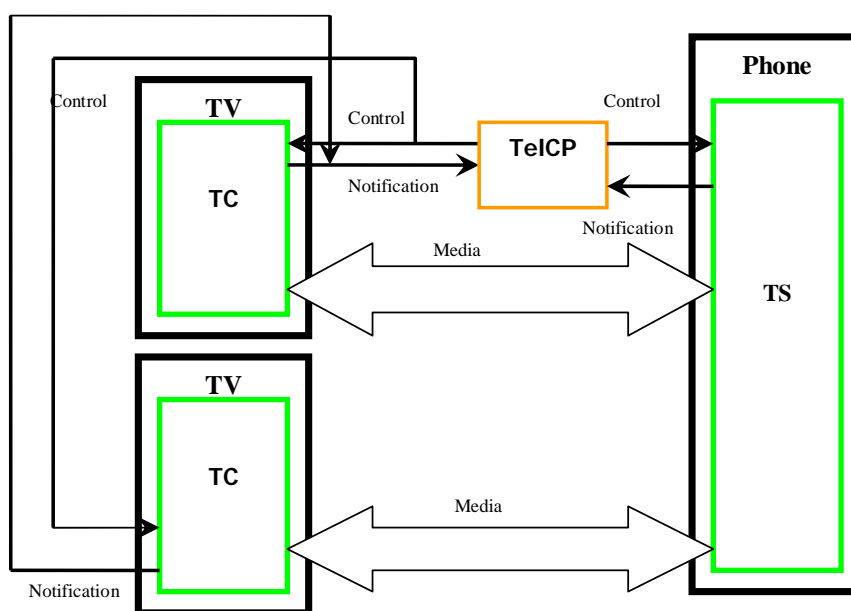 Phone
Control
TV
Control
Control
TelCP
TC
Notification
Notification
Media
TS
TV
TC
Media
Notification